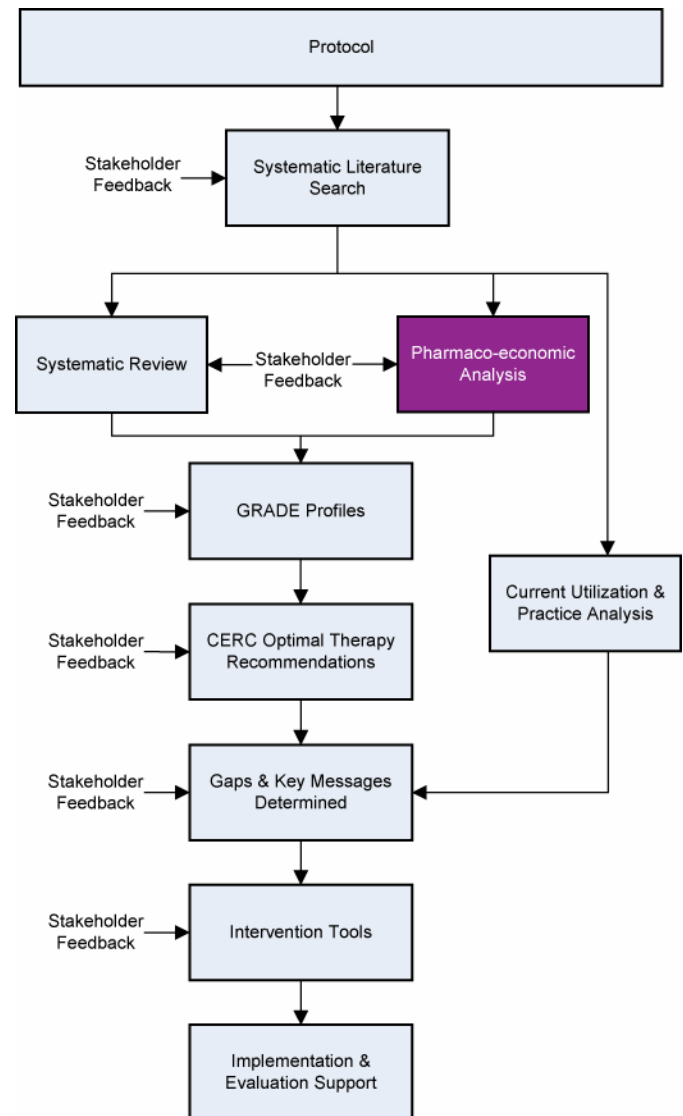 Protocol
Stakeholder
Feedback
Systematic Literature
Search
Systematic Review
Stakeholder
Feedback
Pharmaco-economic
Analysis
Stakeholder
Feedback
GRADE Profiles
Current Utilization &
Practice Analysis
Stakeholder
Feedback
CERC Optimal Therapy
Recommendations
Stakeholder
Feedback
Gaps & Key Messages
Determined
Stakeholder
Feedback
Intervention Tools
Implementation &
Evaluation Support